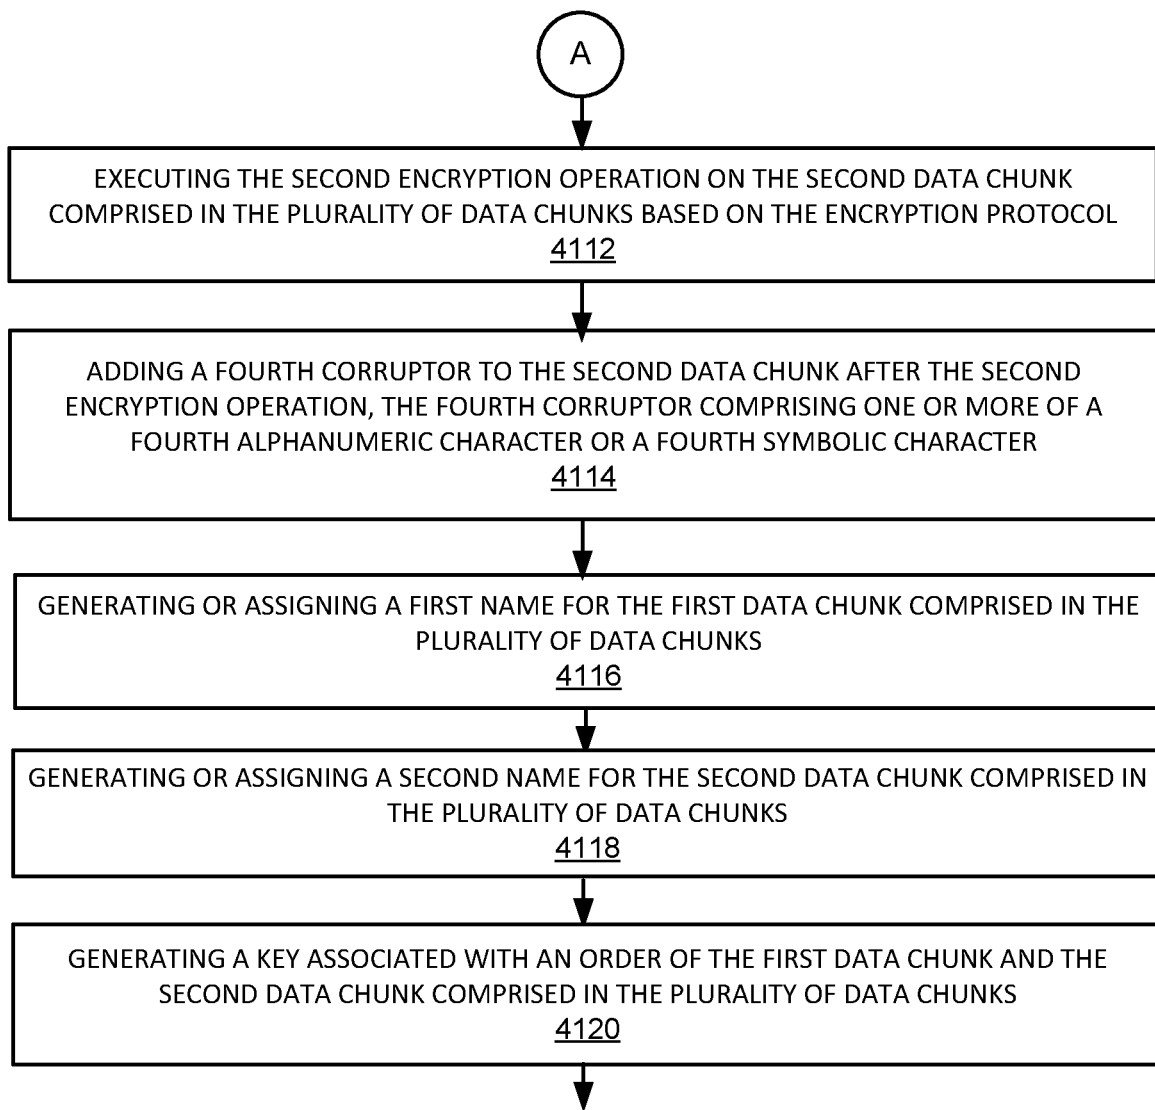 A
EXECUTING THE SECOND ENCRYPTION OPERATION ON THE SECOND DATA CHUNK
COMPRISED IN THE PLURALITY OF DATA CHUNKS BASED ON THE ENCRYPTION PROTOCOL
4112
ADDING A FOURTH CORRUPTOR TO THE SECOND DATA CHUNK AFTER THE SECOND
ENCRYPTION OPERATION, THE FOURTH CORRUPTOR COMPRISING ONE OR MORE OF A
FOURTH ALPHANUMERIC CHARACTER OR A FOURTH SYMBOLIC CHARACTER
4114
GENERATING OR ASSIGNING A FIRST NAME FOR THE FIRST DATA CHUNK COMPRISED IN THE
PLURALITY OF DATA CHUNKS
4116
GENERATING OR ASSIGNING A SECOND NAME FOR THE SECOND DATA CHUNK COMPRISED IN
THE PLURALITY OF DATA CHUNKS
4118
GENERATING A KEY ASSOCIATED WITH AN ORDER OF THE FIRST DATA CHUNK AND THE
SECOND DATA CHUNK COMPRISED IN THE PLURALITY OF DATA CHUNKS
4120